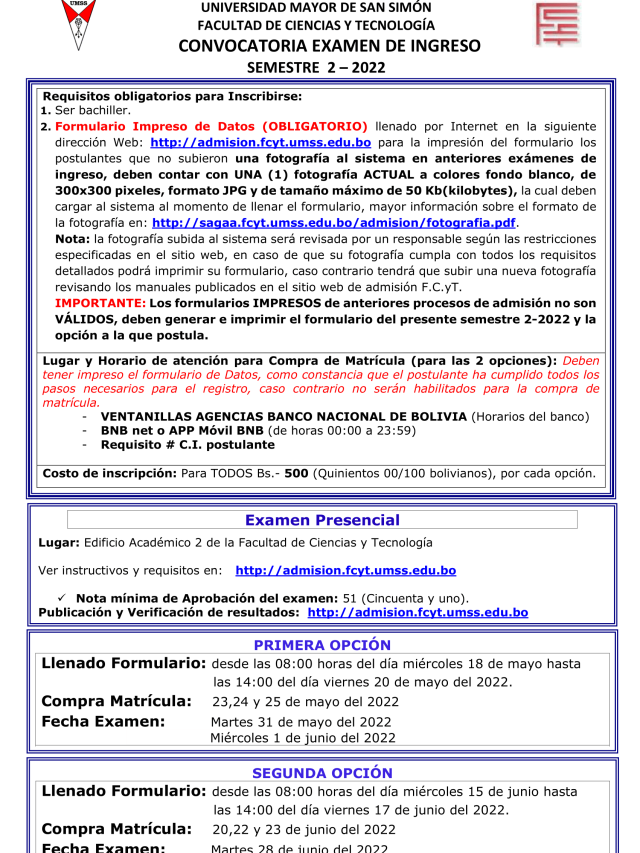 UMSS
UNIVERSIDAD MAYOR DE SAN SIMÓN
FACULTAD DE CIENCIAS Y TECNOLOGÍA
CONVOCATORIA EXAMEN DE INGRESO
SEMESTRE 2 – 2022
Requisitos obligatorios para Inscribirse:
1. Ser bachiller.
2. Formulario Impreso de Datos (OBLIGATORIO) llenado por Internet en la siguiente
dirección Web: http://admision.fcyt.umss.edu.bo para la impresión del formulario los
postulantes que no subieron una fotografía al sistema en anteriores exámenes de
ingreso, deben contar con UNA (1) fotografía ACTUAL a colores fondo blanco, de
300x300 pixeles, formato JPG y de tamaño máximo de 50 Kb(kilobytes), la cual deben
cargar al sistema al momento de llenar el formulario, mayor información sobre el formato de
la fotografía en: http://sagaa.fcyt.umss.edu.bo/admision/fotografia.pdf.
Nota: la fotografía subida al sistema será revisada por un responsable según las restricciones
especificadas en el sitio web, en caso de que su fotografía cumpla con todos los requisitos
detallados podrá imprimir su formulario, caso contrario tendrá que subir una nueva fotografía
revisando los manuales publicados en el sitio web de admisión F.C.yT.
IMPORTANTE: Los formularios IMPRESOS de anteriores procesos de admisión no son
VÁLIDOS, deben generar e imprimir el formulario del presente semestre 2-2022 y la
opción a la que postula.
Lugar y Horario de atención para Compra de Matrícula (para las 2 opciones): Deben
tener impreso el formulario de Datos, como constancia que el postulante ha cumplido todos los
pasos necesarios para el registro, caso contrario no serán habilitados para la compra de
matrícula.
- VENTANILLAS AGENCIAS BANCO NACIONAL DE BOLIVIA (Horarios del banco)
- BNB net o APP Móvil BNB (de horas 00:00 a 23:59)
- Requisito # C.I. postulante
Costo de inscripción: Para TODOS Bs.- 500 (Quinientos 00/100 bolivianos), por cada opción.
Examen Presencial
Lugar: Edificio Académico 2 de la Facultad de Ciencias y Tecnología
Ver instructivos y requisitos en: http://admision.fcyt.umss.edu.bo
✓ Nota mínima de Aprobación del examen: 51 (Cincuenta y uno).
Publicación y Verificación de resultados: http://admision.fcyt.umss.edu.bo
PRIMERA OPCIÓN
Llenado Formulario: desde las 08:00 horas del día miércoles 18 de mayo hasta
las 14:00 del día viernes 20 de mayo del 2022.
Compra Matrícula: 23,24 y 25 de mayo del 2022
Fecha Examen: Martes 31 de mayo del 2022
Miércoles 1 de junio del 2022
SEGUNDA OPCIÓN
Llenado Formulario: desde las 08:00 horas del día miércoles 15 de junio hasta
las 14:00 del día viernes 17 de junio del 2022.
Compra Matrícula: 20,22 y 23 de junio del 2022
Fecha Examen: Martes 28 de junio del 2022